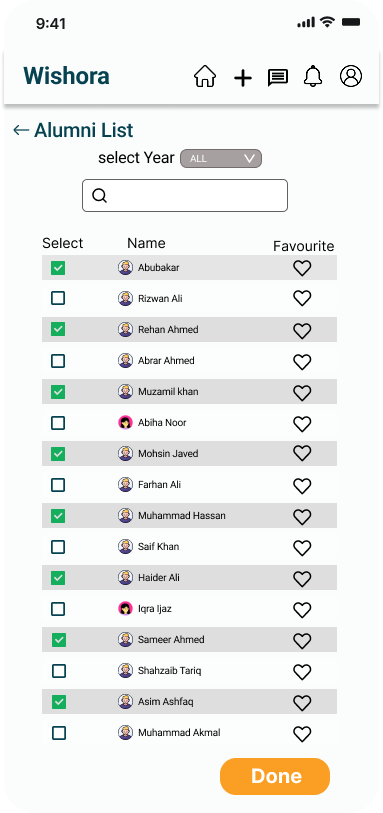 9:41
Wishora
Alumni List
select Year ALL
Select Name Favourite
Abubakar
Rizwan Ali
Rehan Ahmed
Abrar Ahmed
Muzamil khan
Abiha Noor
Mohsin Javed
Farhan Ali
Muhammad Hassan
Saif Khan
Haider Ali
Iqra Ijaz
Sameer Ahmed
Shahzaib Tariq
Asim Ashfaq
Muhammad Akmal
Done